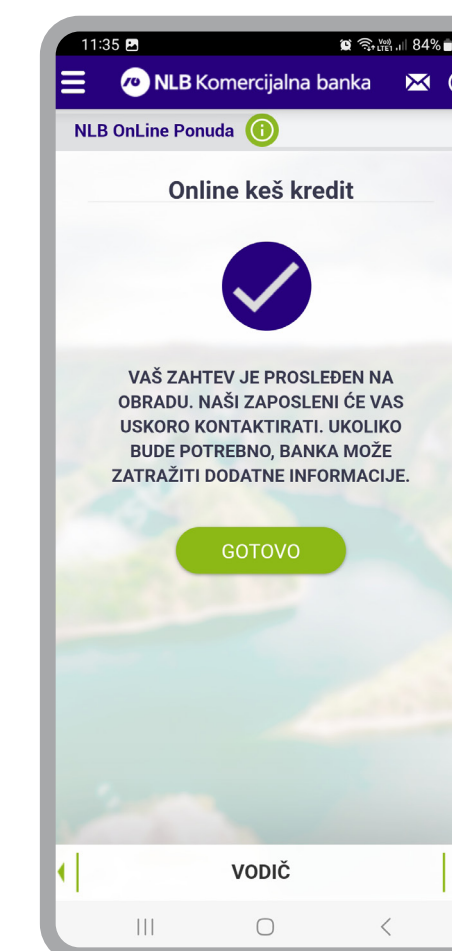 11:35 84%
NLB Komercijalna banka
NLB OnLine Ponuda
Online keš kredit
VAŠ ZAHTEV JE PROSLEĐEN NA
OBRADU. NAŠI ZAPOSLENI ĆE VAS
USKORO KONTAKTIRATI. UKOLIKO
BUDE POTREBNO, BANKA MOŽE
ZATRAŽITI DODATNE INFORMACIJE.
GOTOVO
VODIČ